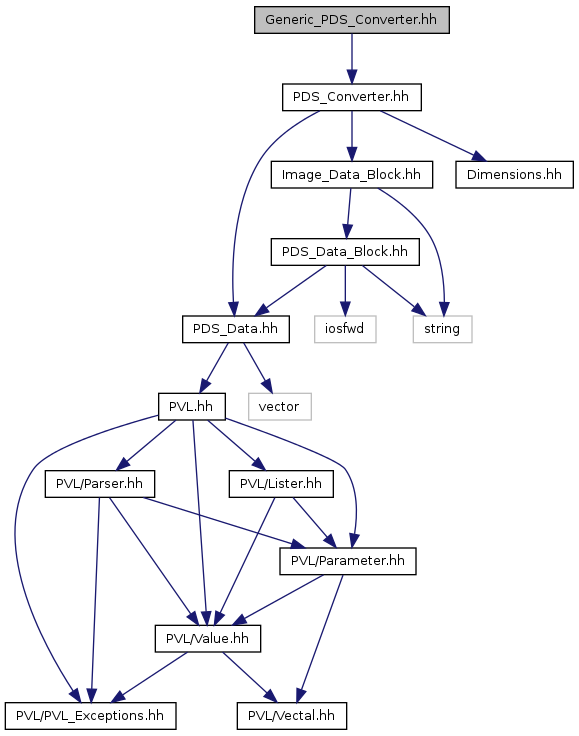 Generic_PDS_Converter.hh
PDS_Converter.hh
Image_Data_Block.hh
Dimensions.hh
PDS_Data_Block.hh
PDS_Data.hh
iosfwd
string
PVL.hh
vector
PVL/Parser.hh
PVL/Lister.hh
PVL/Parameter.hh
PVL/Value.hh
PVL/PVL_Exceptions.hh
PVL/Vectal.hh